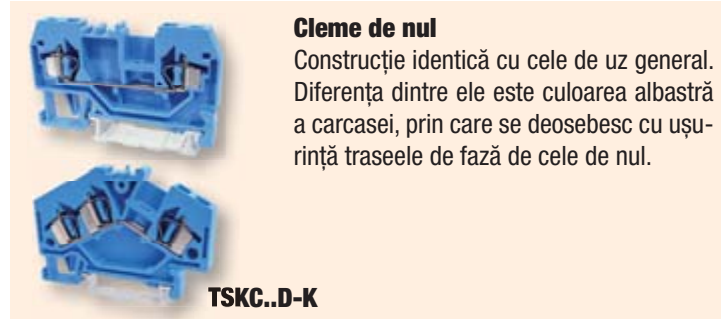 Cleme de nul
Construcție identică cu cele de uz general.
Diferența dintre ele este culoarea albastră
a carcasei, prin care se deosebesc cu ușu-
rință traseele de fază de cele de nul.
TSKC..D-K